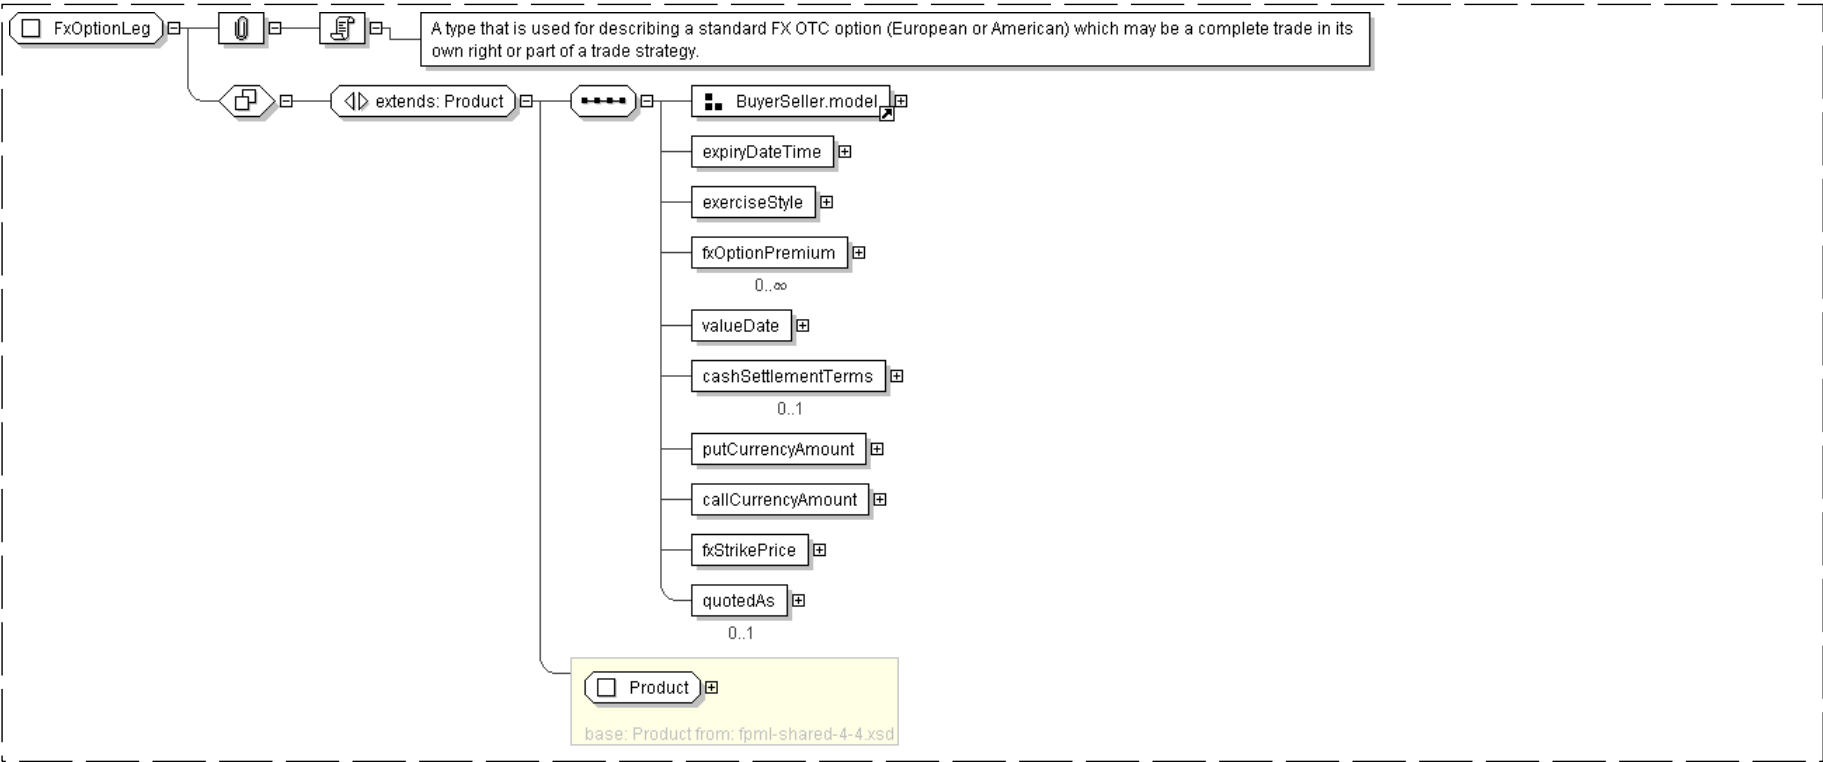 FxOptionLeg
A type that is used for describing a standard FX OTC option (European or American) which may be a complete trade in its
own right or part of a trade strategy.
extends: Product
BuyerSeller.model
expiryDateTime
exerciseStyle
fxOptionPremium
0..∞
valueDate
cashSettlementTerms
0..1
putCurrencyAmount
callCurrencyAmount
fxStrikePrice
quotedAs
0..1
Product
base: Product from: fpml-shared-4-4.xsd